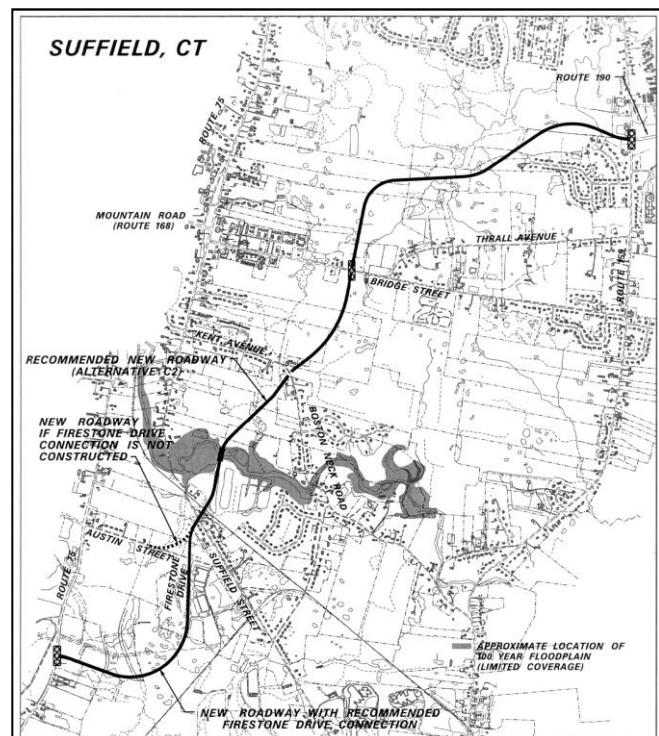 SUFFIELD, CT
ROUTE 190
ROUTE 75
MOUNTAIN ROAD
(ROUTE 168)
THRALL AVENUE
BRIDGE STREET
ROUTE 159
KENT AVENUE
RECOMMENDED NEW ROADWAY
(ALTERNATIVE C2)
NEW ROADWAY
IF FIRESTONE DRIVE
CONNECTION IS NOT
CONSTRUCTED
BOSTON NECK ROAD
AUSTIN STREET
FIRESTONE
DRIVE
SUFFIELD STREET
ROUTE 75
APPROXIMATE LOCATION OF
100 YEAR FLOODPLAIN
(LIMITED COVERAGE)
NEW ROADWAY WITH RECOMMENDED
FIRESTONE DRIVE CONNECTION